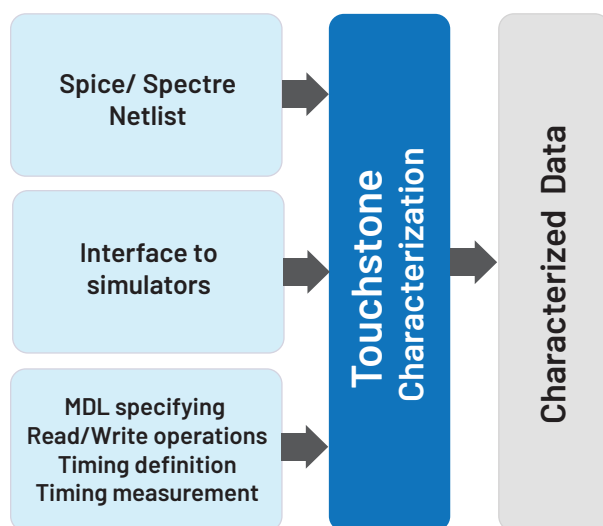 Spice/ Spectre
Netlist
Interface to
simulators
MDL specifying
Read/Write operations
Timing definition
Timing measurement
Touchstone
Characterization
Characterized Data